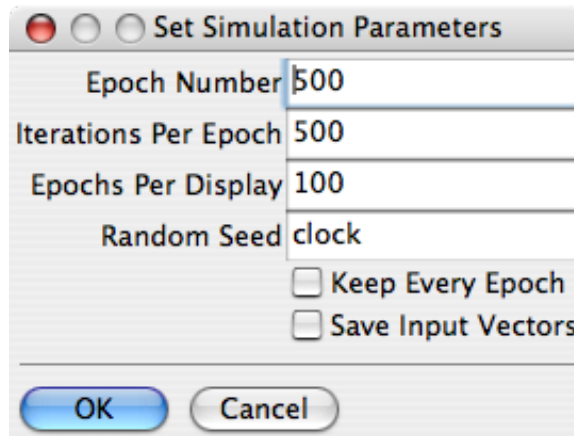 Set Simulation Parameters
Epoch Number 500
Iterations Per Epoch 500
Epochs Per Display 100
Random Seed clock
Keep Every Epoch
Save Input Vectors
OK Cancel